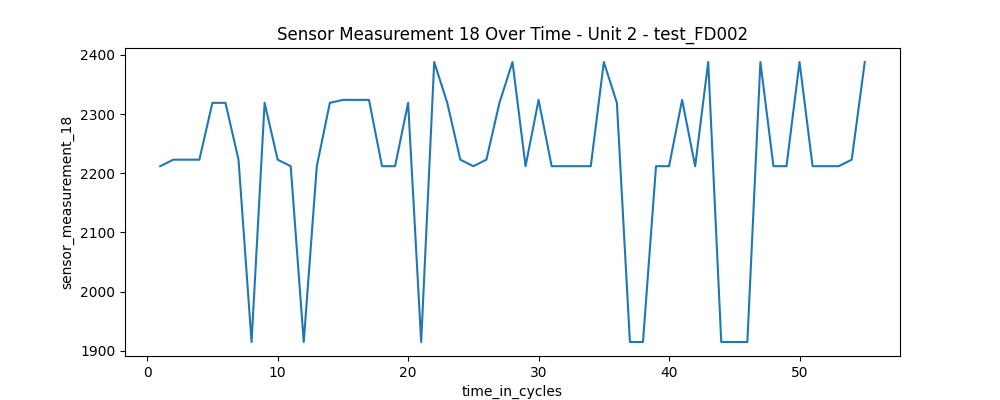 Sensor Measurement 18 Over Time - Unit 2 - test_FD002
2400
2300
2200
2100
2000
1900
sensor_measurement_18
0 10 20 30 40 50
time_in_cycles